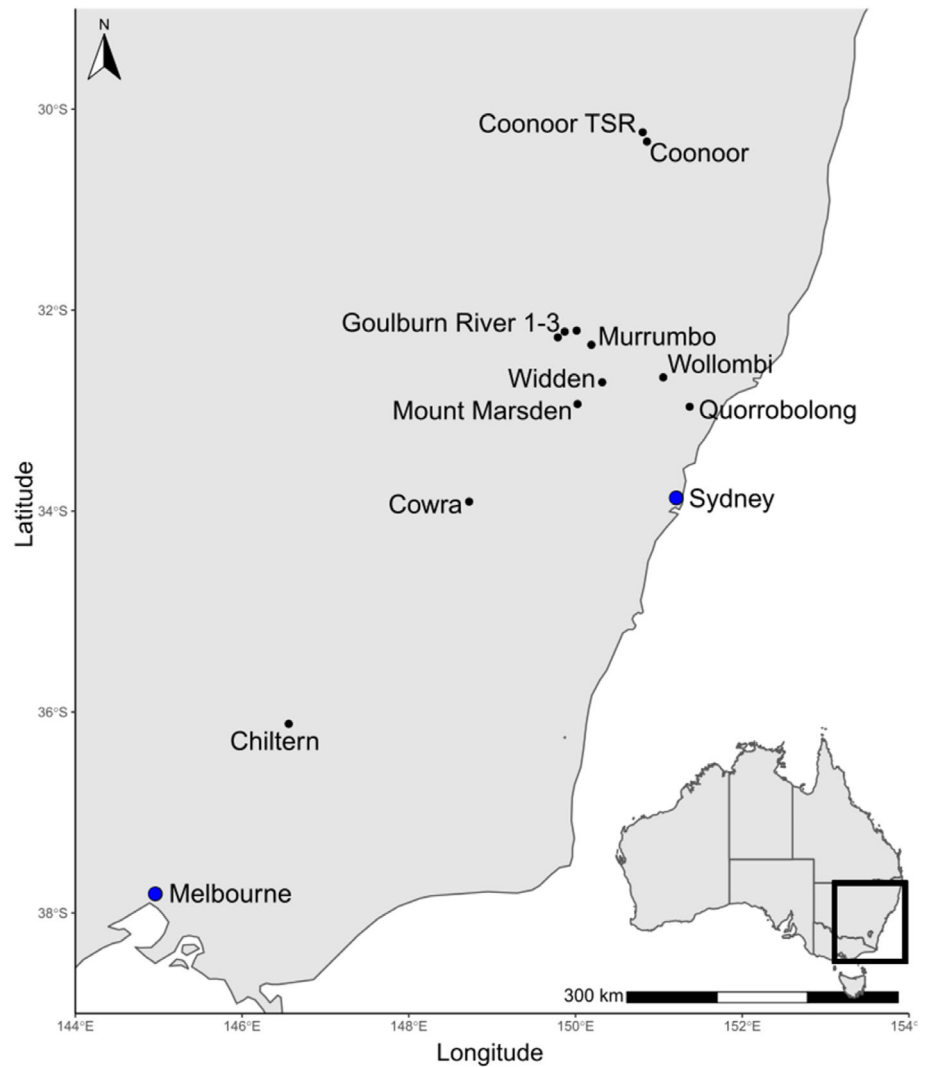 N
30°S
Coonoor TSR
Coonoor
32°S
Goulburn River 1-3
Murrumbo
Wollombi
Widden
Mount Marsden
Quorrobolong
34°S
Cowra
Sydney
Latitude
36°S
Chiltern
38°S
Melbourne
300 km
144°E
146°E
148°E
150°E
152°E
154°
Longitude